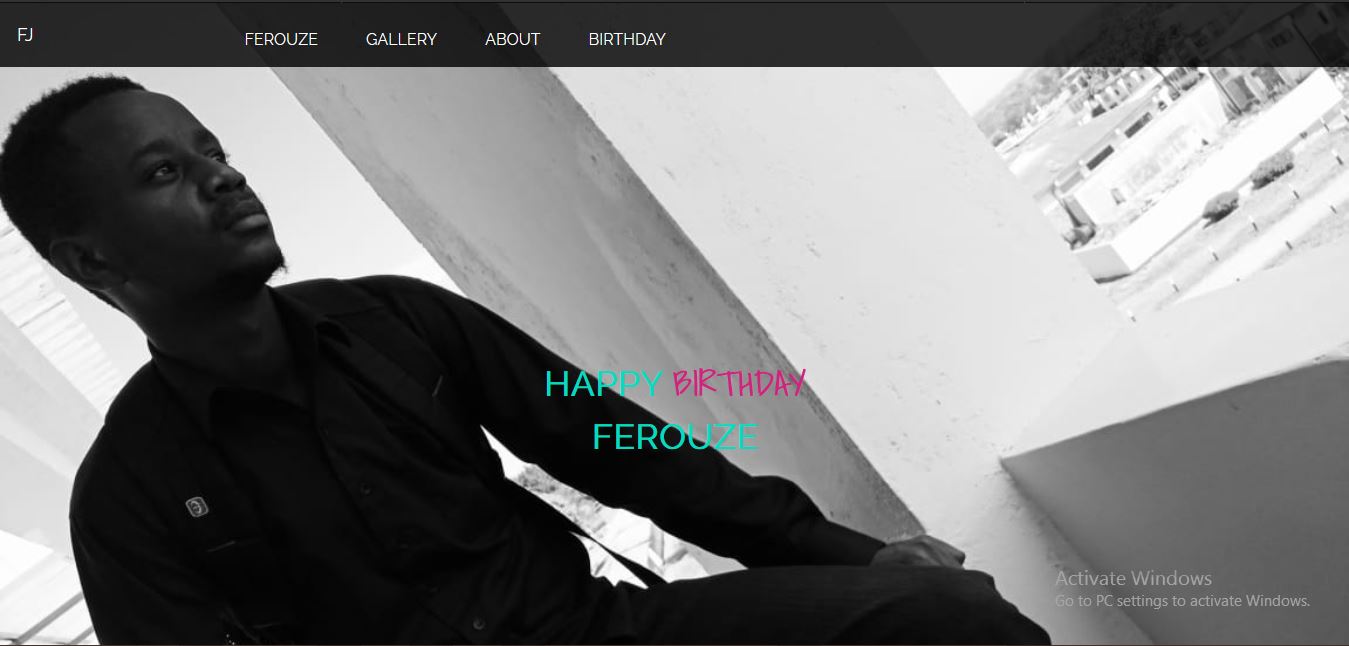 FJ
FEROUZE GALLERY ABOUT BIRTHDAY
HAPPY BIRTHDAY
FEROUZE
Activate Windows
Go to PC settings to activate Windows.